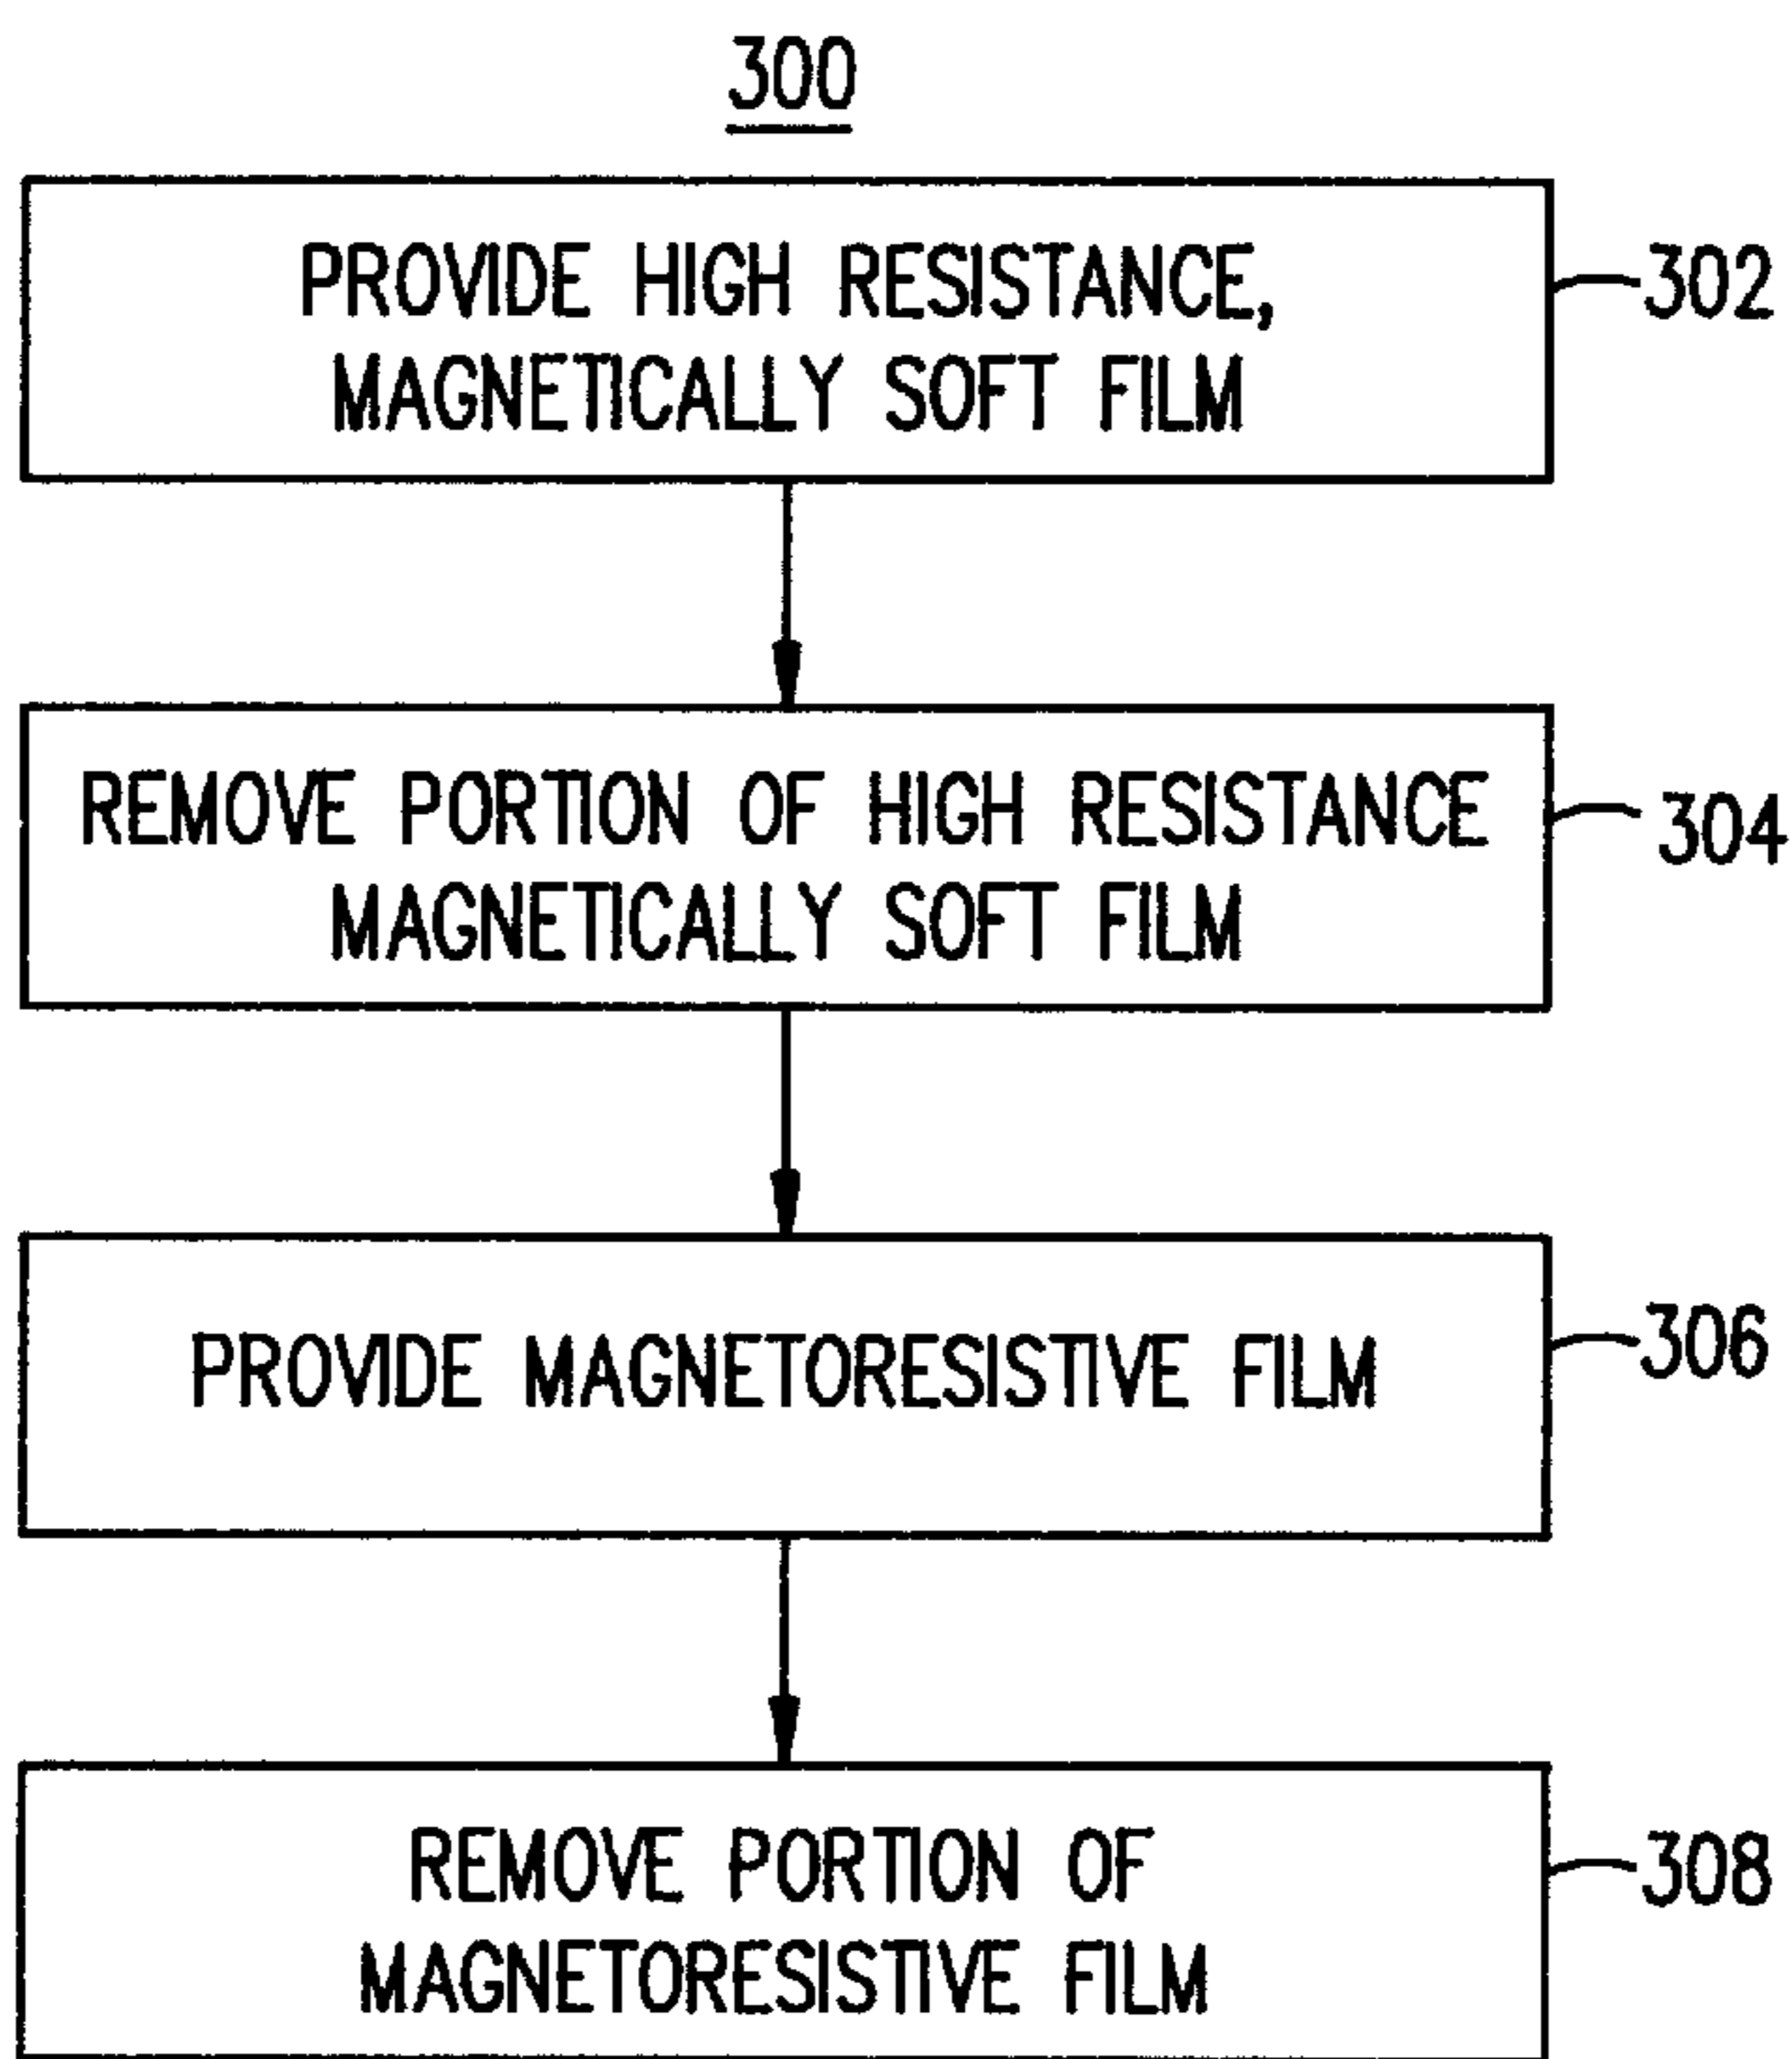 300
PROVIDE HIGH RESISTANCE,
MAGNETICALLY SOFT FILM
302
REMOVE PORTION OF HIGH RESISTANCE
MAGNETICALLY SOFT FILM
304
PROVIDE MAGNETORESISTIVE FILM
306
REMOVE PORTION OF
MAGNETORESISTIVE FILM
308